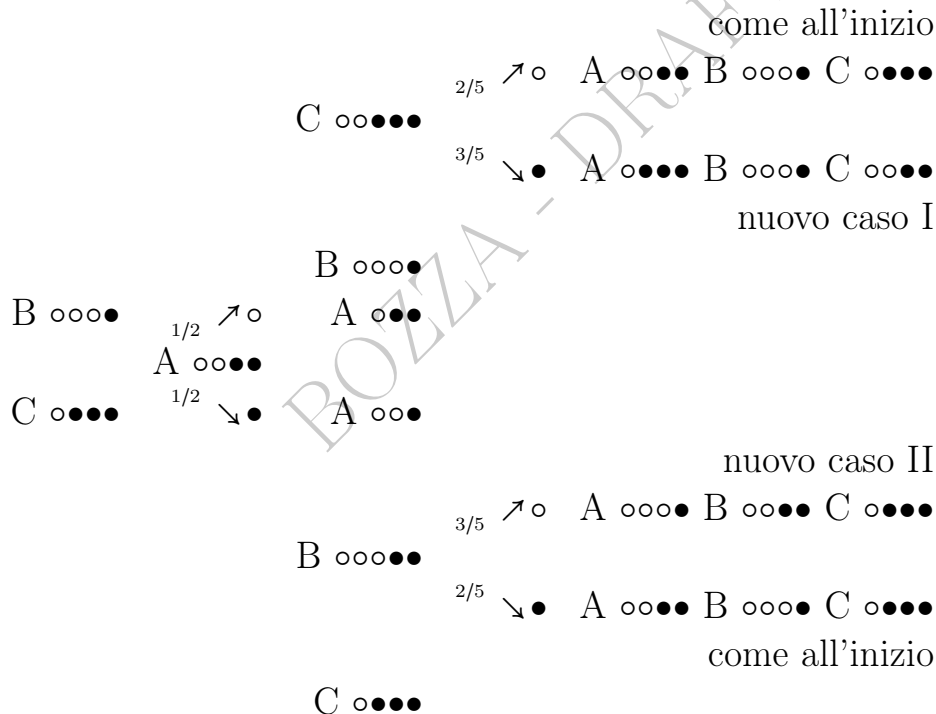 come all'inizio
2/5 ↗ ○ A ○○●● B ○○○● C ○●●●
C ○○●●●
3/5 ↘ ● A ○●●● B ○○○● C ○○●●
nuovo caso I
B ○○○●
B ○○○● 1/2 ↗ ○ A ○●●
A ○○●●
C ○●●● 1/2 ↘ ● A ○○●
nuovo caso II
3/5 ↗ ○ A ○○○● B ○○●● C ○●●●
B ○○○●●
2/5 ↘ ● A ○○●● B ○○○● C ○●●●
come all'inizio
C ○●●●
BOZZA - DRAF